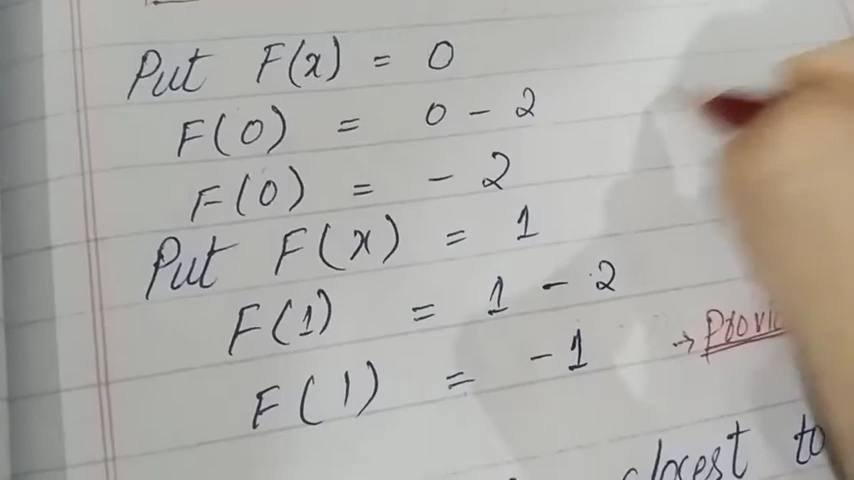 Put F(x) = 0
F(0) = 0 - 2
F(0) = - 2
Put F(x) = 1
F(1) = 1 - 2
F(1) = -1
closest to